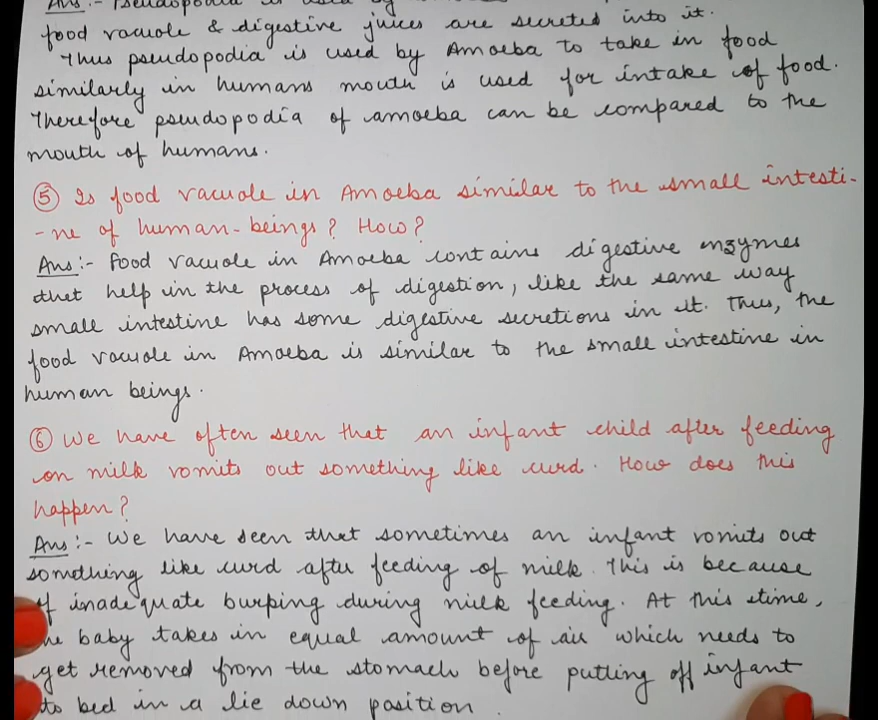 Ans :- Pseudopodia is used by
food vacuole & digestive juices are secreted into it.
Thus pseudopodia is used by Amoeba to take in food
similarly in humans mouth is used for intake of food.
Therefore pseudopodia of amoeba can be compared to the
mouth of humans.
⑤ Is food vacuole in Amoeba similar to the small intesti-
-ne of human-beings? How?
Ans :- Food vacuole in Amoeba contains digestive enzymes
that help in the process of digestion, like the same way
small intestine has some digestive secretions in it. Thus, the
food vacuole in Amoeba is similar to the small intestine in
human beings.
⑥ We have often seen that an infant child after feeding
on milk vomits out something like curd. How does this
happen?
Ans :- We have seen that sometimes an infant vomits out
something like curd after feeding of milk. This is because
of inadequate burping during milk feeding. At this time,
he baby takes in equal amount of air which needs to
get removed from the stomach before putting off infant
to bed in a lie down position.